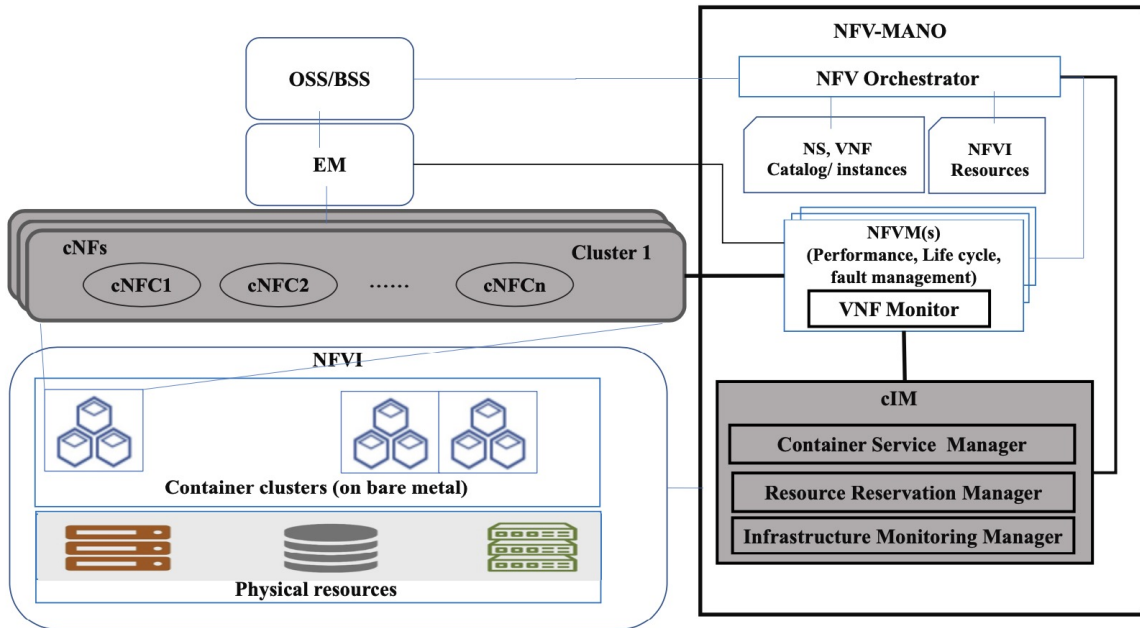 NFV-MANO
OSS/BSS
NFV Orchestrator
EM
NS, VNF
Catalog/ instances
NFVI
Resources
cNFs
Cluster 1
cNFC1
cNFC2
......
cNFCn
NFVM(s)
(Performance, Life cycle,
fault management)
VNF Monitor
NFVI
Container clusters (on bare metal)
Physical resources
cIM
Container Service Manager
Resource Reservation Manager
Infrastructure Monitoring Manager